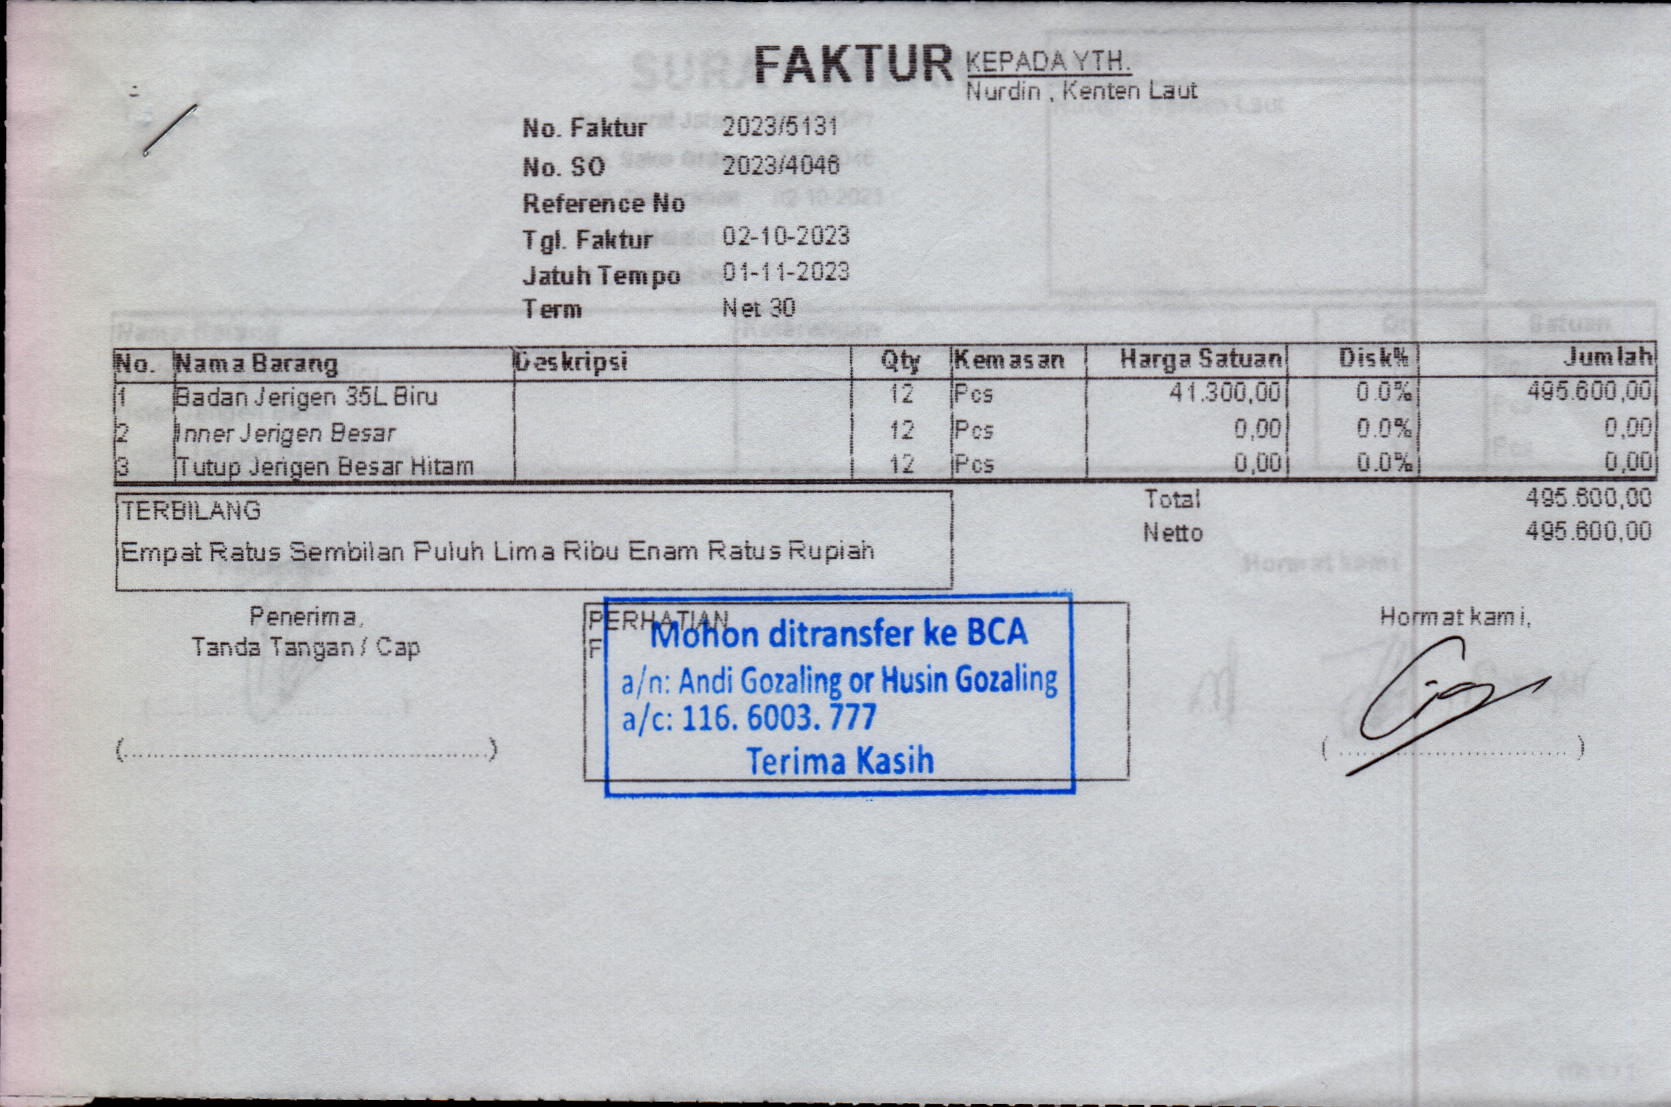 FAKTUR
KEPADA YTH.
Nurdin , Kenten Laut
No. Faktur 2023/5131
No. SO 2023/4046
Reference No
Tgl. Faktur 02-10-2023
Jatuh Tempo 01-11-2023
Term Net 30
No. Nama Barang Deskripsi Qty Kemasan Harga Satuan Disk% Jumlah
1 Badan Jerigen 35L Biru 12 Pcs 41.300,00 0.0% 495.600,00
2 Inner Jerigen Besar 12 Pcs 0,00 0.0% 0,00
3 Tutup Jerigen Besar Hitam 12 Pcs 0,00 0.0% 0,00
TERBILANG
Empat Ratus Sembilan Puluh Lima Ribu Enam Ratus Rupiah
Total 495.600,00
Netto 495.600,00
Penerima,
Tanda Tangan / Cap
(........................................................)
PERHATIAN
F
Mohon ditransfer ke BCA
a/n: Andi Gozaling or Husin Gozaling
a/c: 116. 6003. 777
Terima Kasih
Hormat kami,
( ................................... )